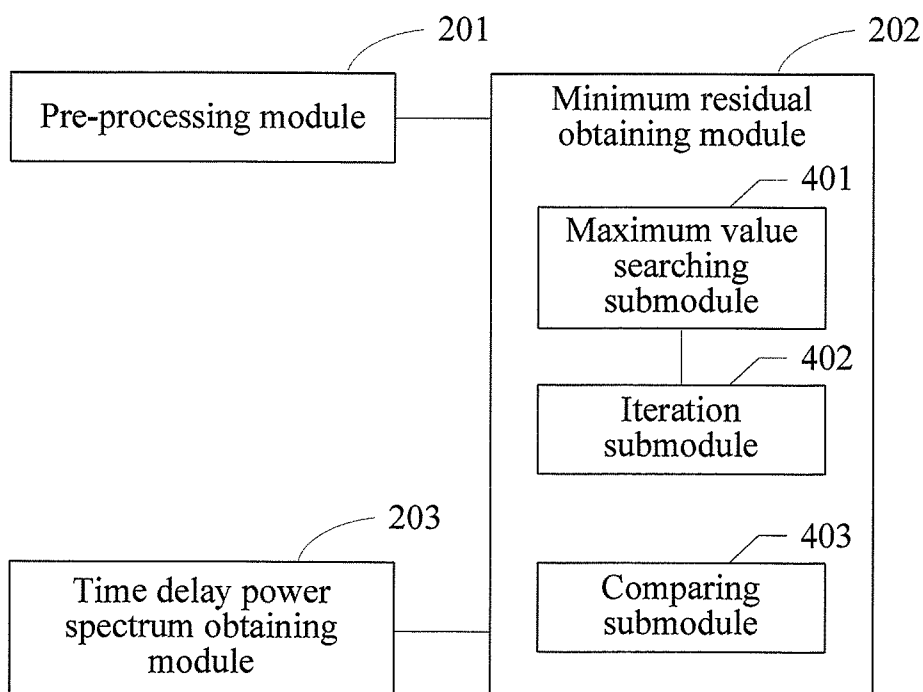 201
202
Pre-processing module
Minimum residual
obtaining module
401
Maximum value
searching
submodule
402
Iteration
submodule
203
403
Time delay power
spectrum obtaining
module
Comparing
submodule